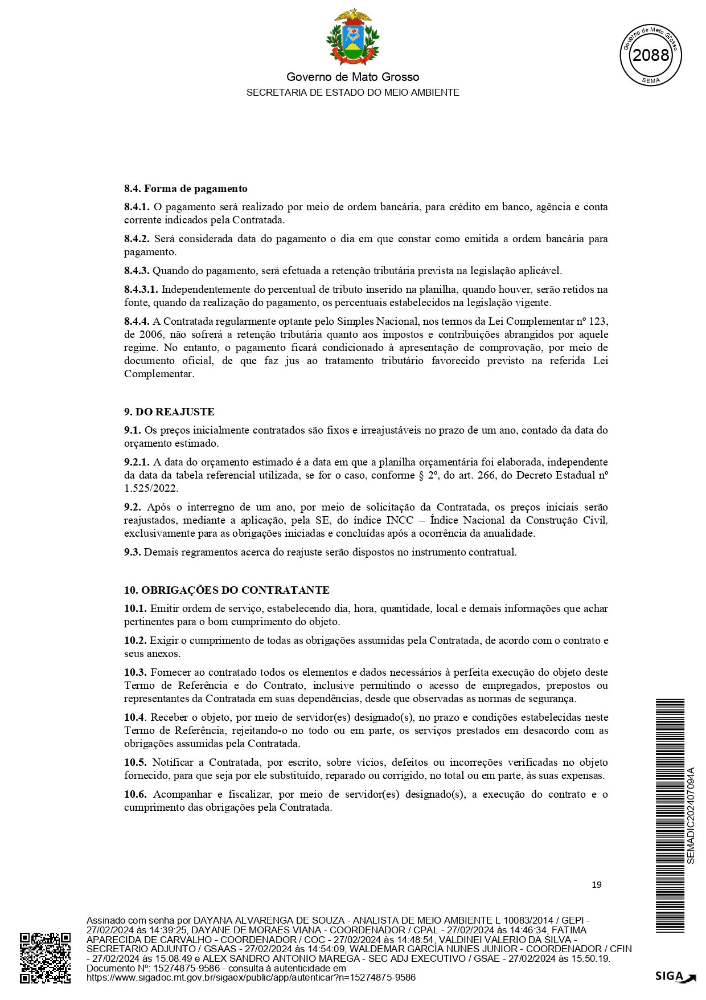 Governo de Mato Grosso
SECRETARIA DE ESTADO DO MEIO AMBIENTE
Governo de Mato Grosso
2088
SEMA
8.4. Forma de pagamento
8.4.1. O pagamento será realizado por meio de ordem bancária, para crédito em banco, agência e conta
corrente indicados pela Contratada.
8.4.2. Será considerada data do pagamento o dia em que constar como emitida a ordem bancária para
pagamento.
8.4.3. Quando do pagamento, será efetuada a retenção tributária prevista na legislação aplicável.
8.4.3.1. Independentemente do percentual de tributo inserido na planilha, quando houver, serão retidos na
fonte, quando da realização do pagamento, os percentuais estabelecidos na legislação vigente.
8.4.4. A Contratada regularmente optante pelo Simples Nacional, nos termos da Lei Complementar nº 123,
de 2006, não sofrerá a retenção tributária quanto aos impostos e contribuições abrangidos por aquele
regime. No entanto, o pagamento ficará condicionado à apresentação de comprovação, por meio de
documento oficial, de que faz jus ao tratamento tributário favorecido previsto na referida Lei
Complementar.
9. DO REAJUSTE
9.1. Os preços inicialmente contratados são fixos e irreajustáveis no prazo de um ano, contado da data do
orçamento estimado.
9.2.1. A data do orçamento estimado é a data em que a planilha orçamentária foi elaborada, independente
da data da tabela referencial utilizada, se for o caso, conforme § 2º, do art. 266, do Decreto Estadual nº
1.525/2022.
9.2. Após o interregno de um ano, por meio de solicitação da Contratada, os preços iniciais serão
reajustados, mediante a aplicação, pela SE, do índice INCC – Índice Nacional da Construção Civil,
exclusivamente para as obrigações iniciadas e concluídas após a ocorrência da anualidade.
9.3. Demais regramentos acerca do reajuste serão dispostos no instrumento contratual.
10. OBRIGAÇÕES DO CONTRATANTE
10.1. Emitir ordem de serviço, estabelecendo dia, hora, quantidade, local e demais informações que achar
pertinentes para o bom cumprimento do objeto.
10.2. Exigir o cumprimento de todas as obrigações assumidas pela Contratada, de acordo com o contrato e
seus anexos.
10.3. Fornecer ao contratado todos os elementos e dados necessários à perfeita execução do objeto deste
Termo de Referência e do Contrato, inclusive permitindo o acesso de empregados, prepostos ou
representantes da Contratada em suas dependências, desde que observadas as normas de segurança.
10.4. Receber o objeto, por meio de servidor(es) designado(s), no prazo e condições estabelecidas neste
Termo de Referência, rejeitando-o no todo ou em parte, os serviços prestados em desacordo com as
obrigações assumidas pela Contratada.
10.5. Notificar a Contratada, por escrito, sobre vícios, defeitos ou incorreções verificadas no objeto
fornecido, para que seja por ele substituído, reparado ou corrigido, no total ou em parte, às suas expensas.
10.6. Acompanhar e fiscalizar, por meio de servidor(es) designado(s), a execução do contrato e o
cumprimento das obrigações pela Contratada.
SEMADIC202407094A
19
Assinado com senha por DAYANA ALVARENGA DE SOUZA - ANALISTA DE MEIO AMBIENTE L 10083/2014 / GEPI -
27/02/2024 às 14:39:25, DAYANE DE MORAES VIANA - COORDENADOR / CPAL - 27/02/2024 às 14:46:34, FATIMA
APARECIDA DE CARVALHO - COORDENADOR / COC - 27/02/2024 às 14:48:54, VALDINEI VALERIO DA SILVA -
SECRETARIO ADJUNTO / GSAAS - 27/02/2024 às 14:54:09, WALDEMAR GARCIA NUNES JUNIOR - COORDENADOR / CFIN
- 27/02/2024 às 15:08:49 e ALEX SANDRO ANTONIO MAREGA - SEC ADJ EXECUTIVO / GSAE - 27/02/2024 às 15:50:19.
Documento Nº: 15274875-9586 - consulta à autenticidade em
https://www.sigadoc.mt.gov.br/sigaex/public/app/autenticar?n=15274875-9586
SIGA